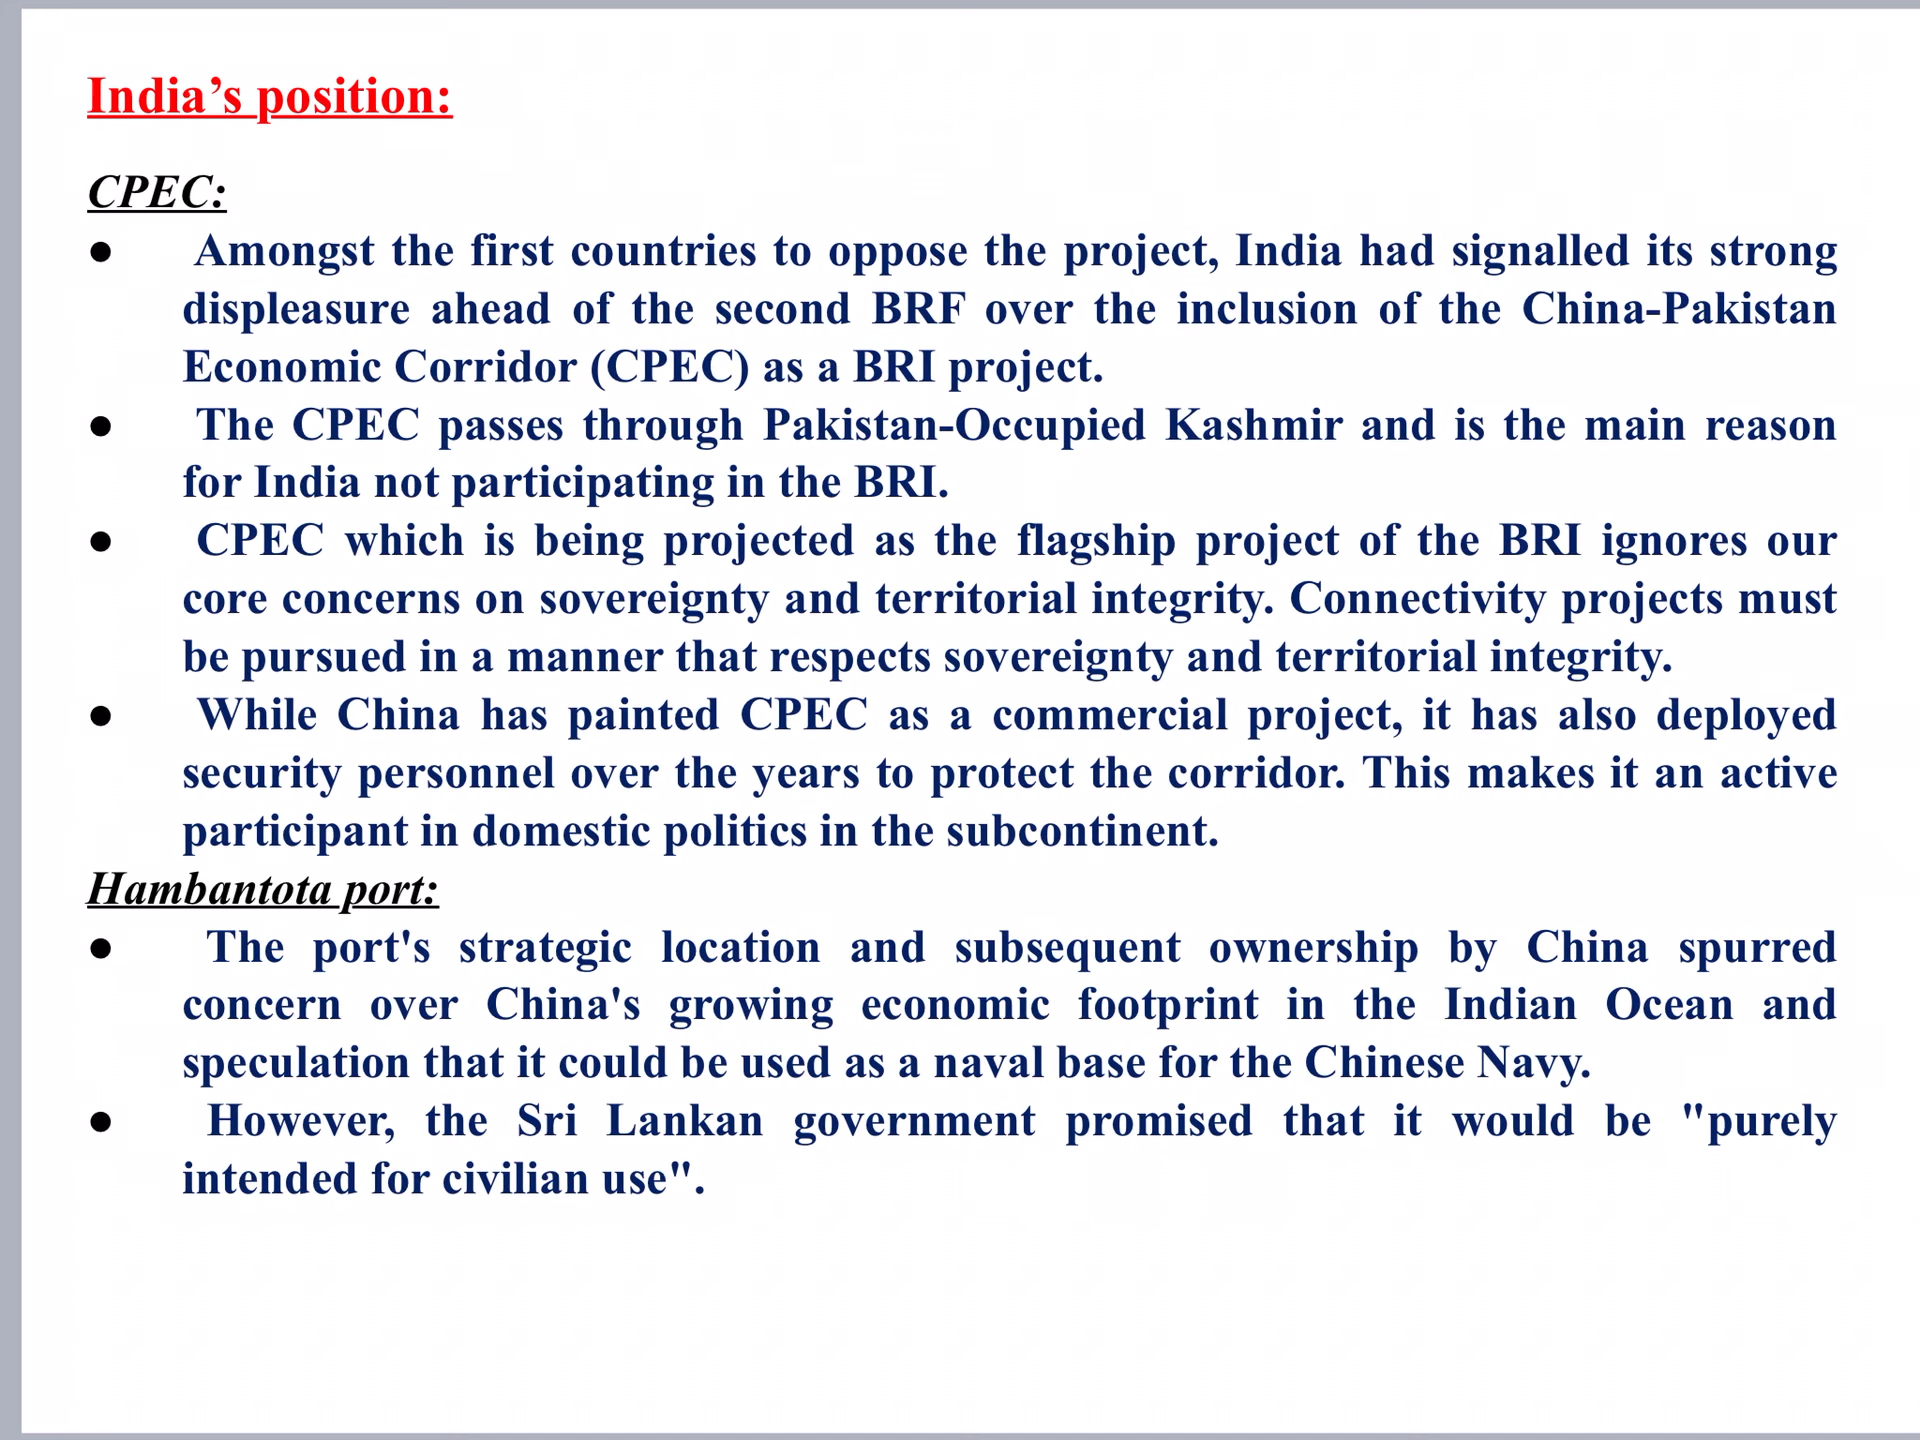 India’s position:
CPEC:
● Amongst the first countries to oppose the project, India had signalled its strong
displeasure ahead of the second BRF over the inclusion of the China-Pakistan
Economic Corridor (CPEC) as a BRI project.
● The CPEC passes through Pakistan-Occupied Kashmir and is the main reason
for India not participating in the BRI.
● CPEC which is being projected as the flagship project of the BRI ignores our
core concerns on sovereignty and territorial integrity. Connectivity projects must
be pursued in a manner that respects sovereignty and territorial integrity.
● While China has painted CPEC as a commercial project, it has also deployed
security personnel over the years to protect the corridor. This makes it an active
participant in domestic politics in the subcontinent.
Hambantota port:
● The port's strategic location and subsequent ownership by China spurred
concern over China's growing economic footprint in the Indian Ocean and
speculation that it could be used as a naval base for the Chinese Navy.
● However, the Sri Lankan government promised that it would be "purely
intended for civilian use".